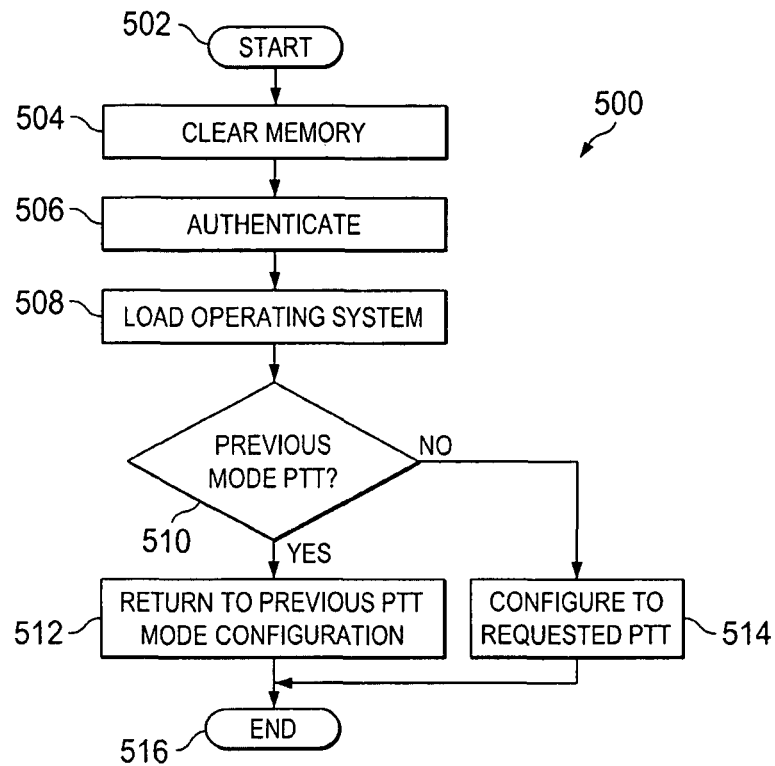 502
START
500
504
CLEAR MEMORY
506
AUTHENTICATE
508
LOAD OPERATING SYSTEM
PREVIOUS
MODE PTT?
NO
510
YES
512
RETURN TO PREVIOUS PTT
MODE CONFIGURATION
CONFIGURE TO
REQUESTED PTT
514
516
END